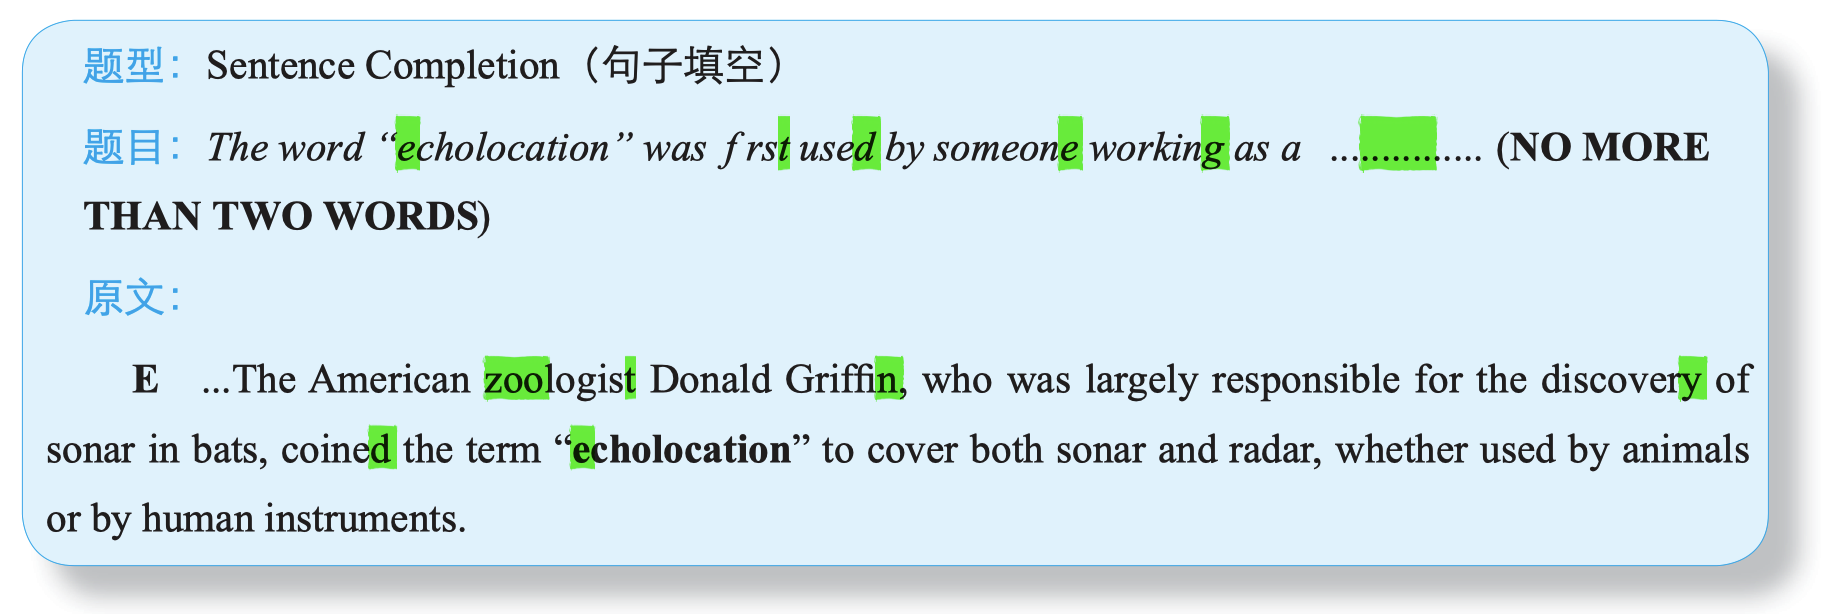 题型：Sentence Completion（句子填空）
题目：The word “echolocation” was f rst used by someone working as a ............... (NO MORE
THAN TWO WORDS)
原文：
E ...The American zoologist Donald Griffin, who was largely responsible for the discovery of
sonar in bats, coined the term “echolocation” to cover both sonar and radar, whether used by animals
or by human instruments.